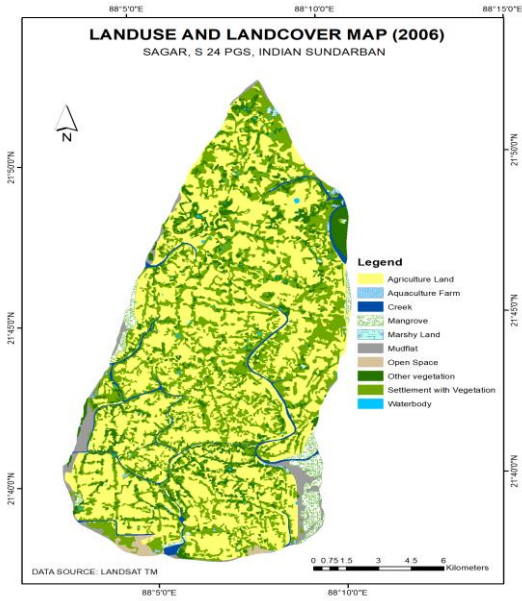 88°5'0"E 88°10'0"E 88°15'0"E
LANDUSE AND LANDCOVER MAP (2006)
SAGAR, S 24 PGS, INDIAN SUNDARBAN
N
21°50'0"N 21°50'0"N
Legend
Agriculture Land
Aquaculture Farm
Creek
Mangrove
Marshy Land
Mudflat
Open Space
Other vegetation
Settlement with Vegetation
Waterbody
21°45'0"N 21°45'0"N
21°40'0"N 21°40'0"N
0 0.75 1.5 3 4.5 6
Kilometers
DATA SOURCE: LANDSAT TM
88°5'0"E 88°10'0"E